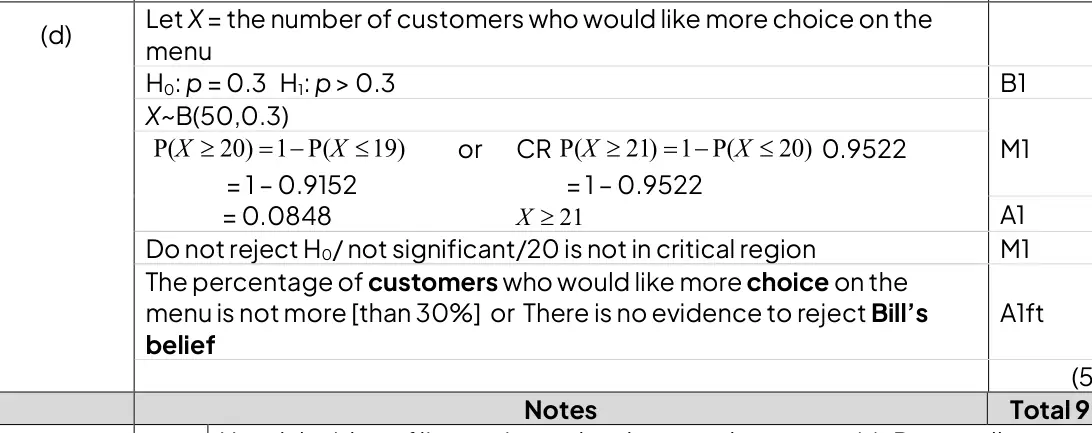 (d)
Let X = the number of customers who would like more choice on the
menu
H₀: p = 0.3 H₁: p > 0.3 B1
X~B(50,0.3)
P(X ≥ 20) = 1 – P(X ≤ 19) or CR P(X ≥ 21) = 1 – P(X ≤ 20) 0.9522 M1
= 1 – 0.9152 = 1 – 0.9522
= 0.0848 X ≥ 21 A1
Do not reject H₀/ not significant/20 is not in critical region M1
The percentage of customers who would like more choice on the
menu is not more [than 30%] or There is no evidence to reject Bill's A1ft
belief
(5
Notes Total 9